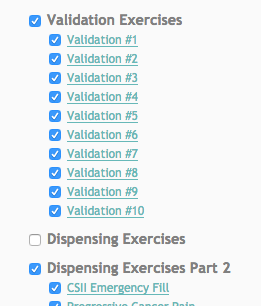 Validation Exercises
Validation #1
Validation #2
Validation #3
Validation #4
Validation #5
Validation #6
Validation #7
Validation #8
Validation #9
Validation #10
Dispensing Exercises
Dispensing Exercises Part 2
CSII Emergency Fill
Progressive Cancer Pain